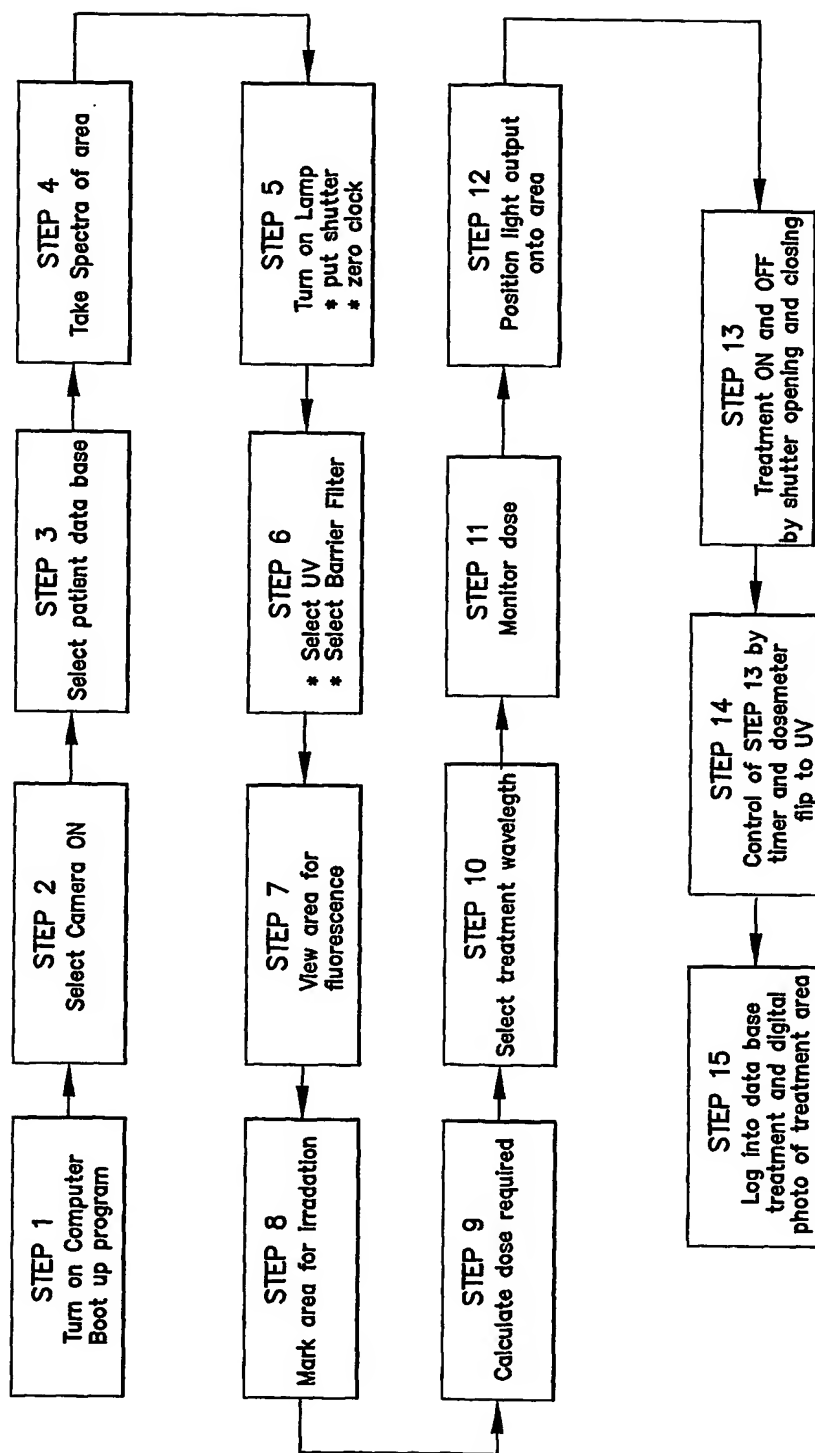 STEP 1
Turn on Computer
Boot up program
STEP 2
Select Camera ON
STEP 3
Select patient data base
STEP 4
Take Spectra of area
STEP 5
Turn on Lamp
* put shutter
* zero clock
STEP 6
* Select UV
* Select Barrier Filter
STEP 7
View area for
fluorescence
STEP 8
Mark area for irradation
STEP 9
Calculate dose required
STEP 10
Select treatment wavelegth
STEP 11
Monitor dose
STEP 12
Position light output
onto area
STEP 13
Treatment ON and OFF
by shutter opening and closing
STEP 14
Control of STEP 13 by
timer and dosemeter
flip to UV
STEP 15
Log into data base
treatment and digital
photo of treatment area